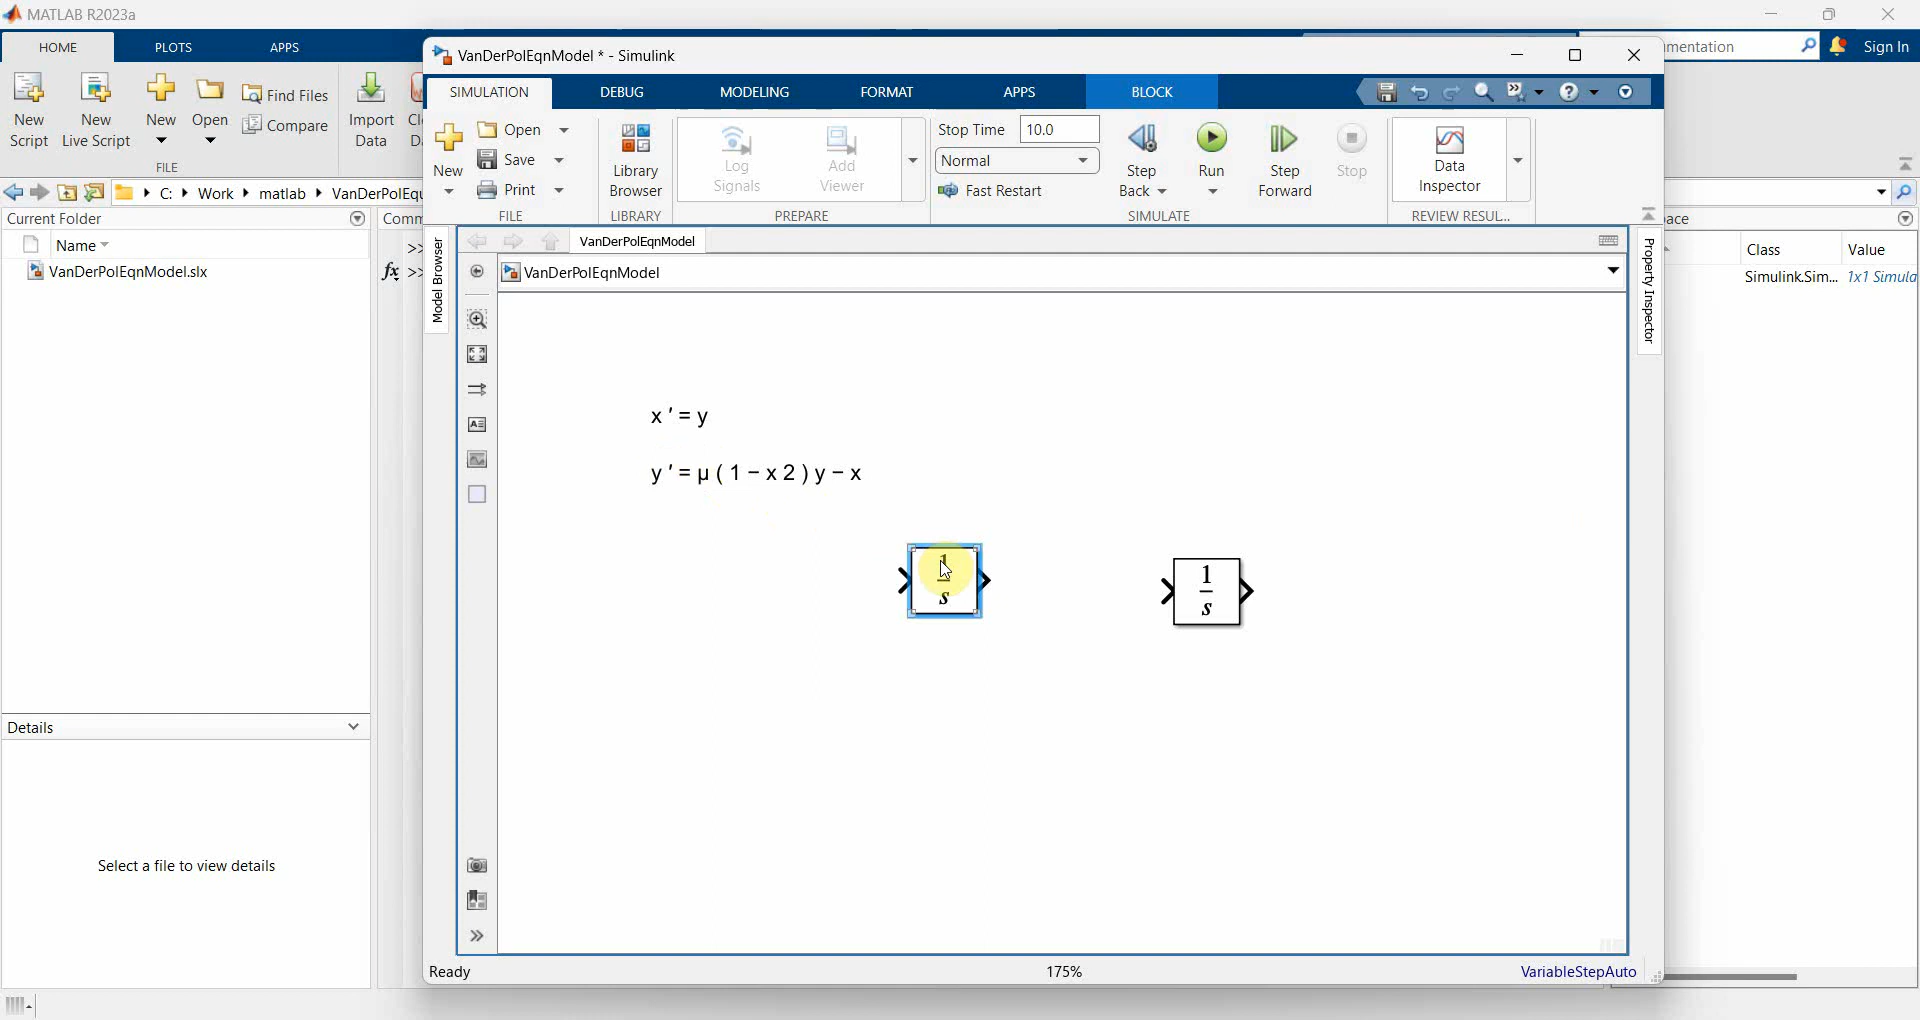 MATLAB R2023a
HOME PLOTS APPS
mentation
Sign In
New Script
New Live Script
New
Open
Find Files
Compare
Import Data
FILE
C: Work matlab VanDerPolEqu
Current Folder
Name
VanDerPolEqnModel.slx
Comm
>>
fx >>
Details
Select a file to view details
VanDerPolEqnModel * - Simulink
SIMULATION DEBUG MODELING FORMAT APPS BLOCK
New
Open
Save
Print
FILE
Library Browser
LIBRARY
Log Signals
Add Viewer
PREPARE
Stop Time 10.0
Normal
Fast Restart
Step Back
Run
Step Forward
Stop
SIMULATE
Data Inspector
REVIEW RESUL...
Model Browser
VanDerPolEqnModel
VanDerPolEqnModel
x ′ = y
y ′ = μ ( 1 − x 2 ) y − x
1
s
1
s
Property Inspector
Ready
175%
VariableStepAuto
ace
Class Value
Simulink.Sim... 1x1 Simula